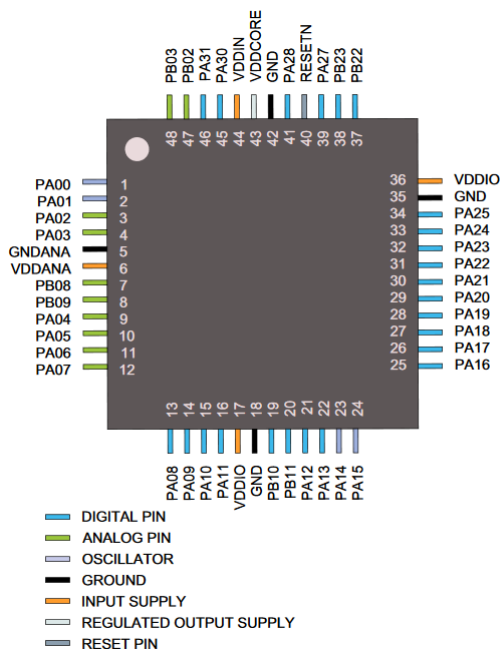 PB03
PB02
PA31
PA30
VDDIN
VDDCORE
GND
PA28
RESETN
PA27
PB23
PB22
48
47
46
45
44
43
42
41
40
39
38
37
PA00 1
PA01 2
PA02 3
PA03 4
GNDANA 5
VDDANA 6
PB08 7
PB09 8
PA04 9
PA05 10
PA06 11
PA07 12
36 VDDIO
35 GND
34 PA25
33 PA24
32 PA23
31 PA22
30 PA21
29 PA20
28 PA19
27 PA18
26 PA17
25 PA16
13
14
15
16
17
18
19
20
21
22
23
24
PA08
PA09
PA10
PA11
VDDIO
GND
PB10
PB11
PA12
PA13
PA14
PA15
DIGITAL PIN
ANALOG PIN
OSCILLATOR
GROUND
INPUT SUPPLY
REGULATED OUTPUT SUPPLY
RESET PIN